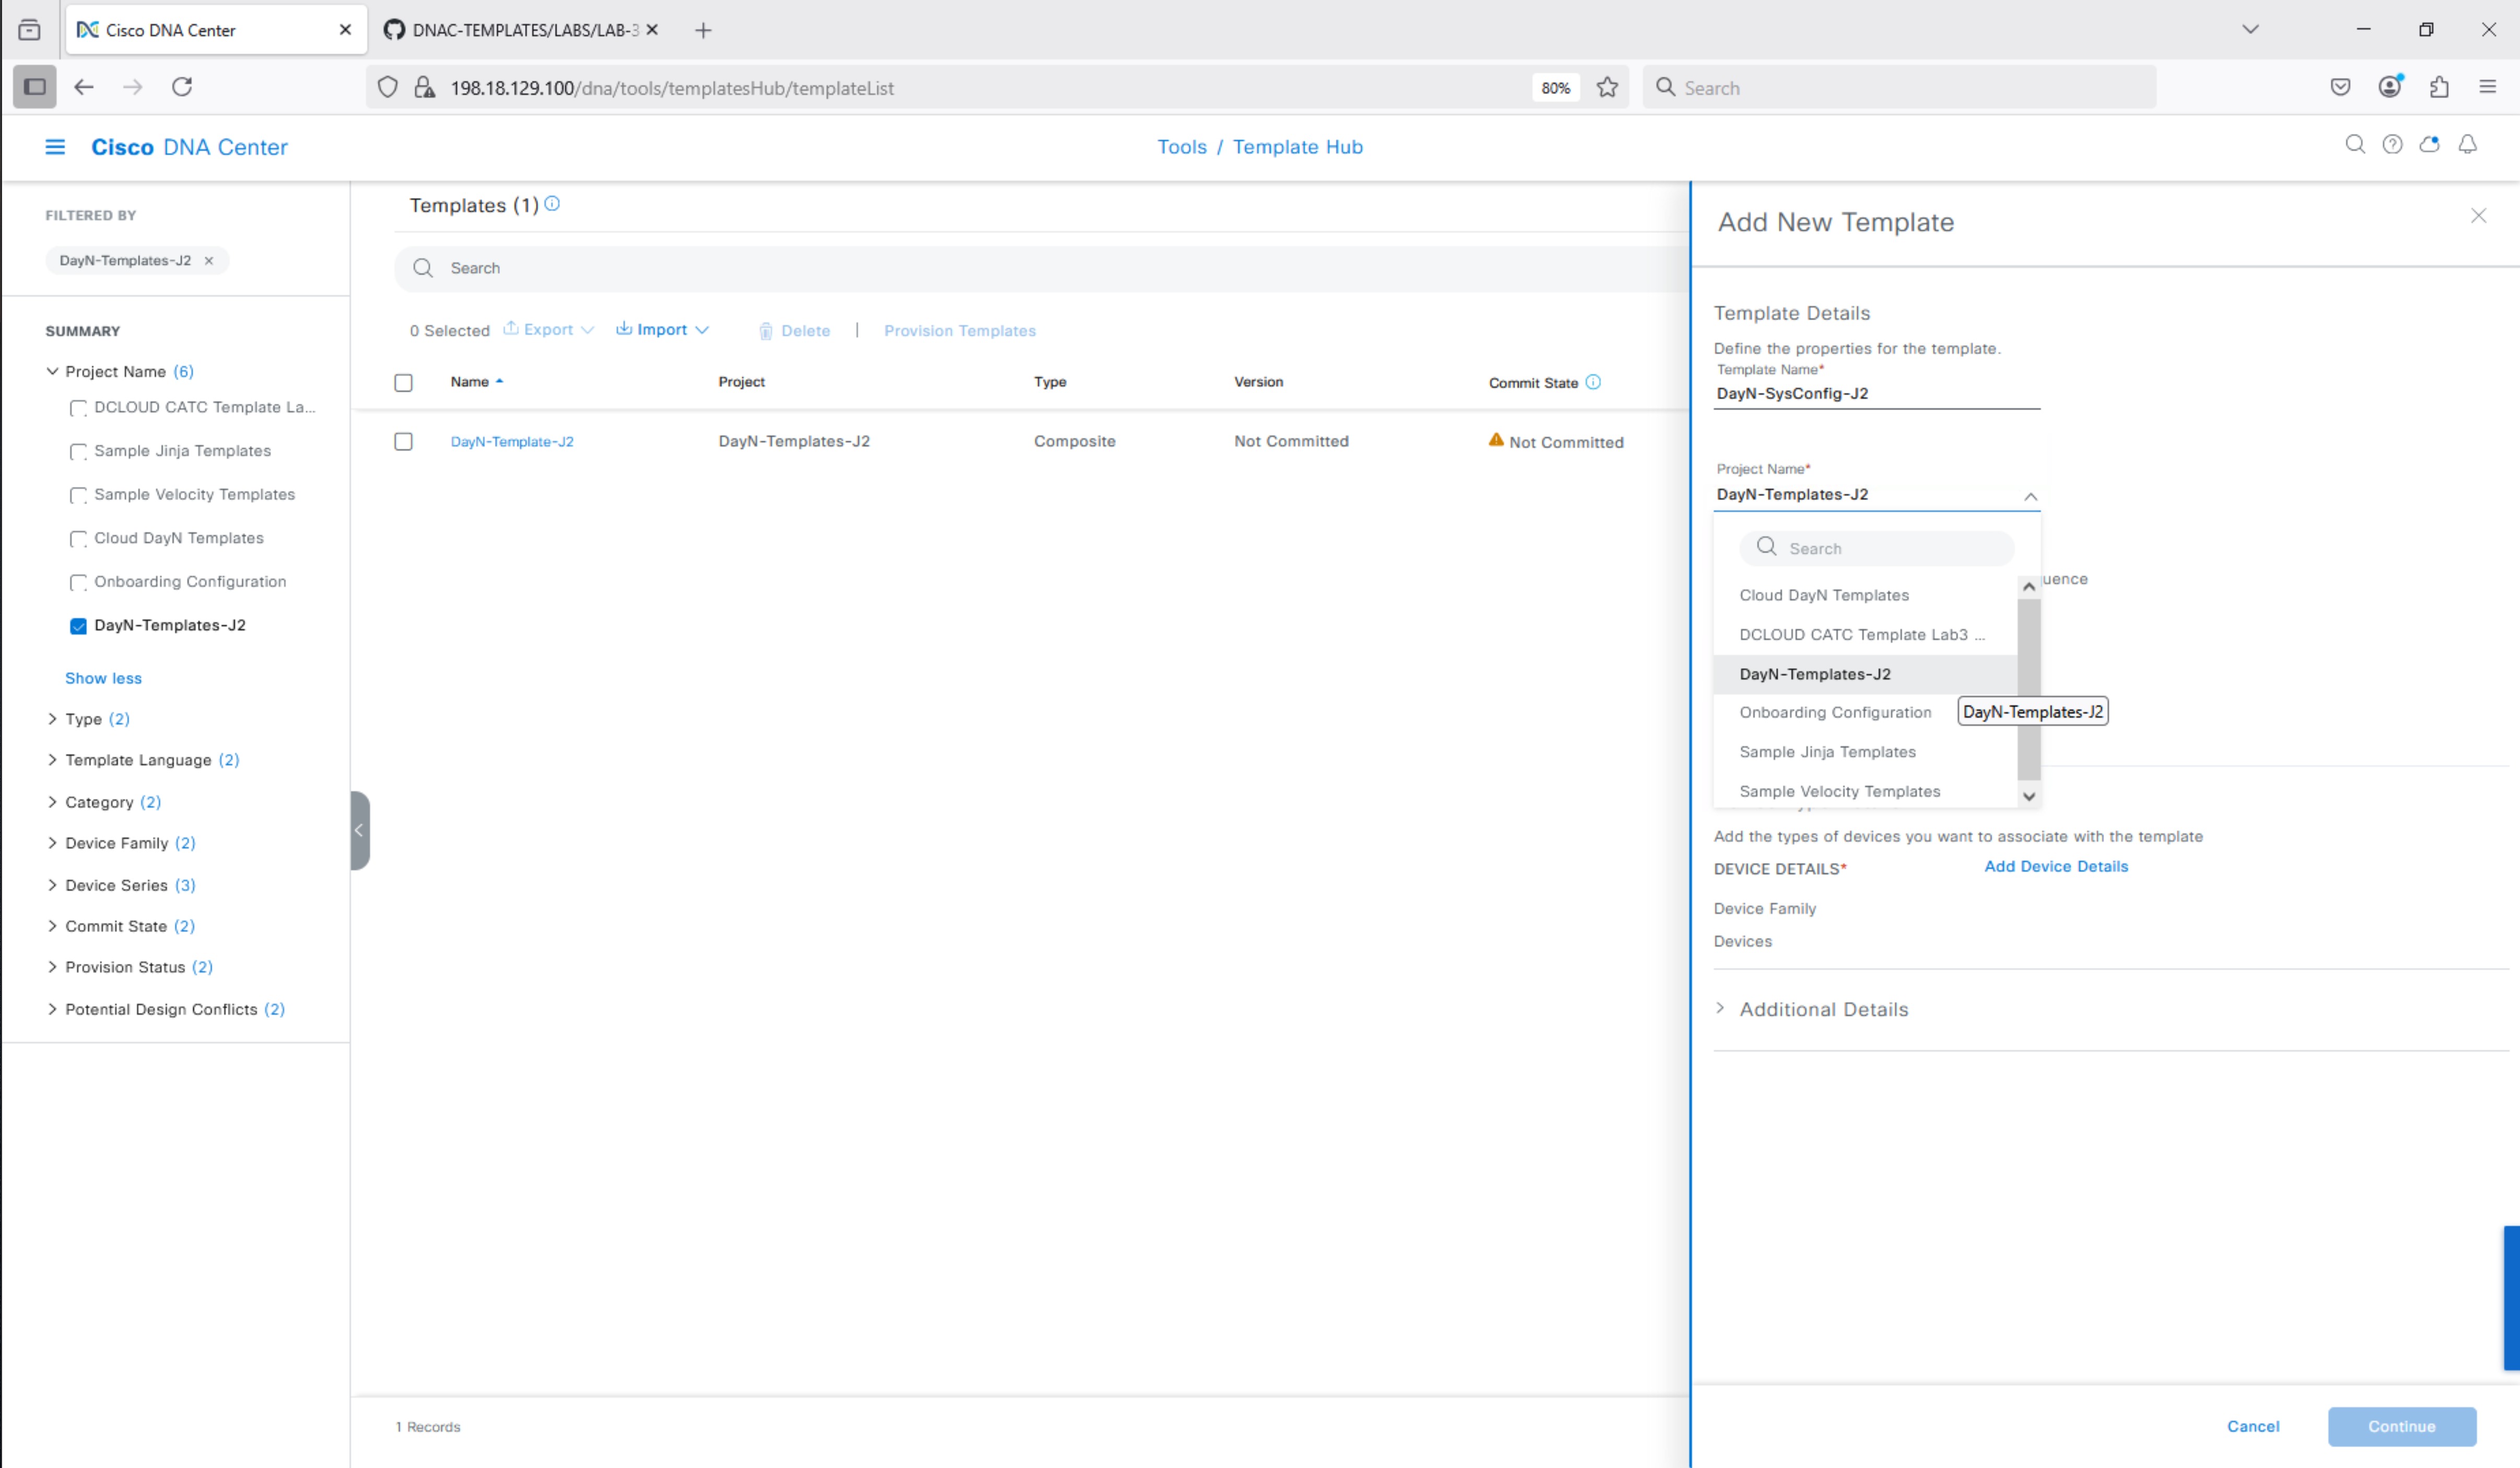 Cisco DNA Center
DNAC-TEMPLATES/LABS/LAB-3
198.18.129.100/dna/tools/templatesHub/templateList
80%
Search
Cisco DNA Center
Tools / Template Hub
FILTERED BY
DayN-Templates-J2
SUMMARY
Project Name (6)
DCLOUD CATC Template La...
Sample Jinja Templates
Sample Velocity Templates
Cloud DayN Templates
Onboarding Configuration
DayN-Templates-J2
Show less
Type (2)
Template Language (2)
Category (2)
Device Family (2)
Device Series (3)
Commit State (2)
Provision Status (2)
Potential Design Conflicts (2)
Templates (1)
Search
0 Selected Export Import Delete | Provision Templates
Name Project Type Version Commit State
DayN-Template-J2 DayN-Templates-J2 Composite Not Committed Not Committed
1 Records
Add New Template
Template Details
Define the properties for the template.
Template Name*
DayN-SysConfig-J2
Project Name*
DayN-Templates-J2
Search
uence
Cloud DayN Templates
DCLOUD CATC Template Lab3 ...
DayN-Templates-J2
Onboarding Configuration
DayN-Templates-J2
Sample Jinja Templates
Sample Velocity Templates
Add the types of devices you want to associate with the template
DEVICE DETAILS*
Add Device Details
Device Family
Devices
Additional Details
Cancel
Continue